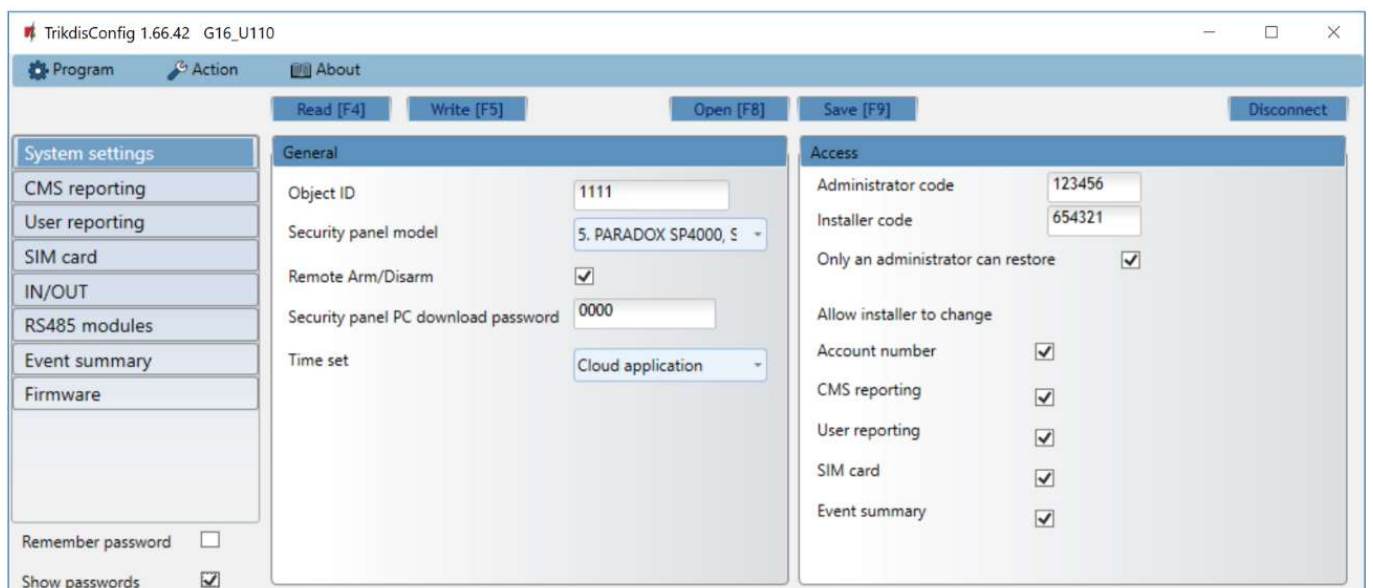 TrikdisConfig 1.66.42 G16_U110
Program Action About
Read [F4] Write [F5] Open [F8] Save [F9] Disconnect
System settings
CMS reporting
User reporting
SIM card
IN/OUT
RS485 modules
Event summary
Firmware
Remember password
Show passwords
General
Object ID 1111
Security panel model 5. PARADOX SP4000, S
Remote Arm/Disarm
Security panel PC download password 0000
Time set Cloud application
Access
Administrator code 123456
Installer code 654321
Only an administrator can restore
Allow installer to change
Account number
CMS reporting
User reporting
SIM card
Event summary